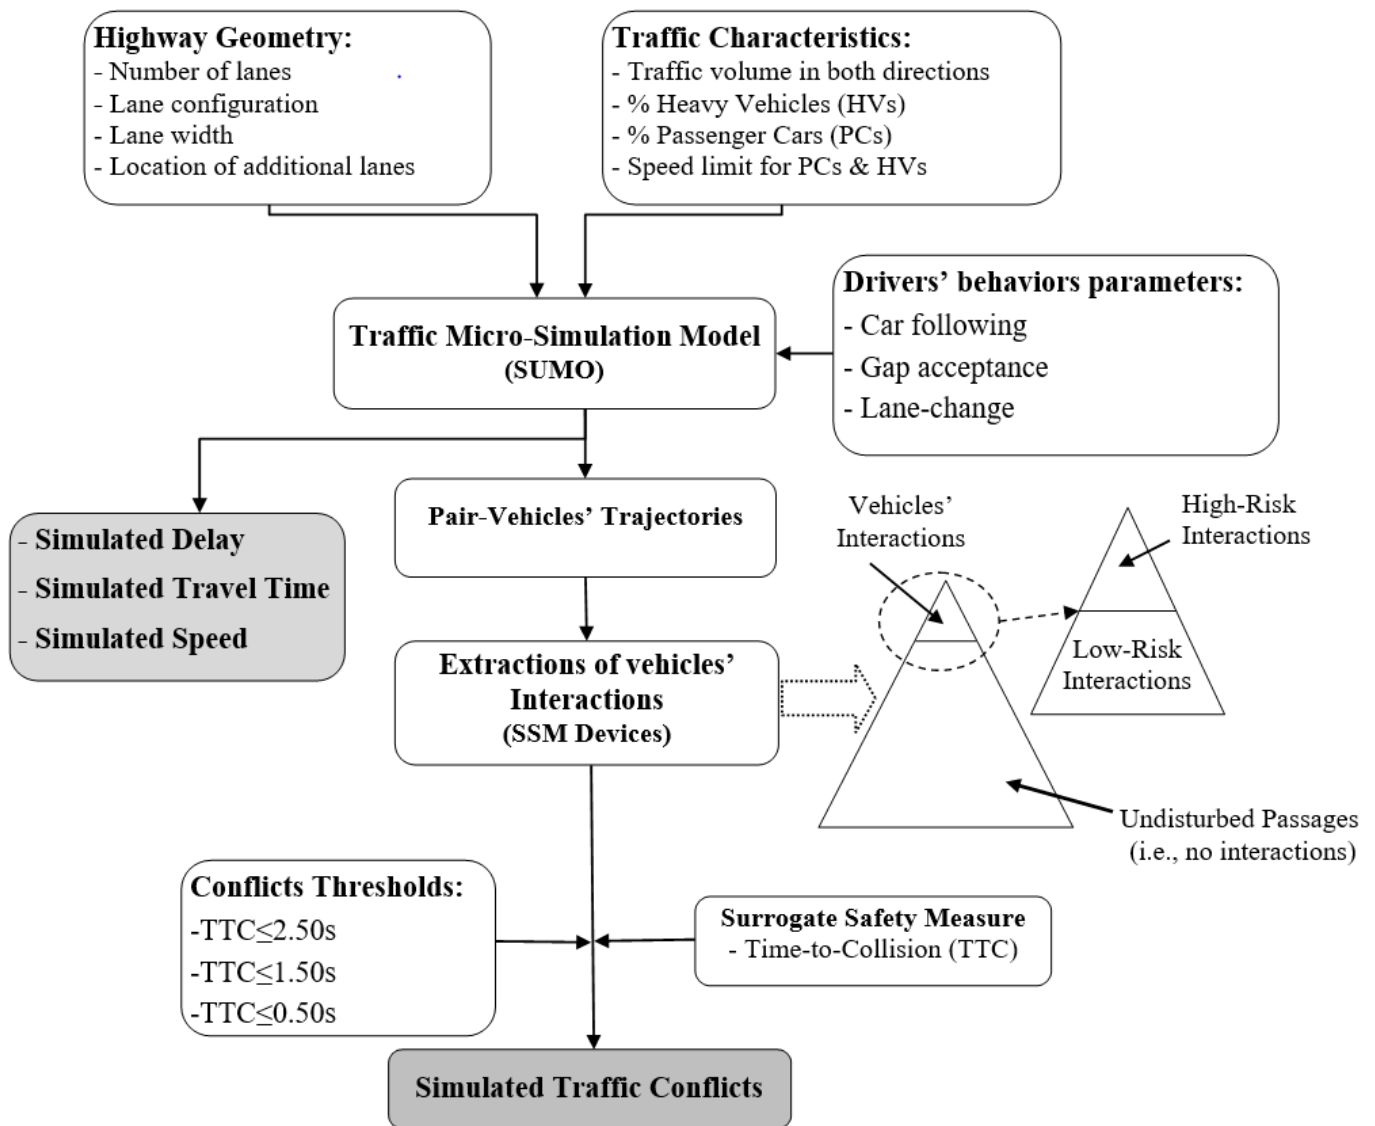 Highway Geometry:
- Number of lanes
- Lane configuration
- Lane width
- Location of additional lanes
Traffic Characteristics:
- Traffic volume in both directions
- % Heavy Vehicles (HVs)
- % Passenger Cars (PCs)
- Speed limit for PCs & HVs
Drivers’ behaviors parameters:
- Car following
- Gap acceptance
- Lane-change
Traffic Micro-Simulation Model
(SUMO)
- Simulated Delay
- Simulated Travel Time
- Simulated Speed
Pair-Vehicles’ Trajectories
Vehicles’
Interactions
High-Risk
Interactions
Low-Risk
Interactions
Extractions of vehicles’
Interactions
(SSM Devices)
Undisturbed Passages
(i.e., no interactions)
Conflicts Thresholds:
-TTC≤2.50s
-TTC≤1.50s
-TTC≤0.50s
Surrogate Safety Measure
- Time-to-Collision (TTC)
Simulated Traffic Conflicts